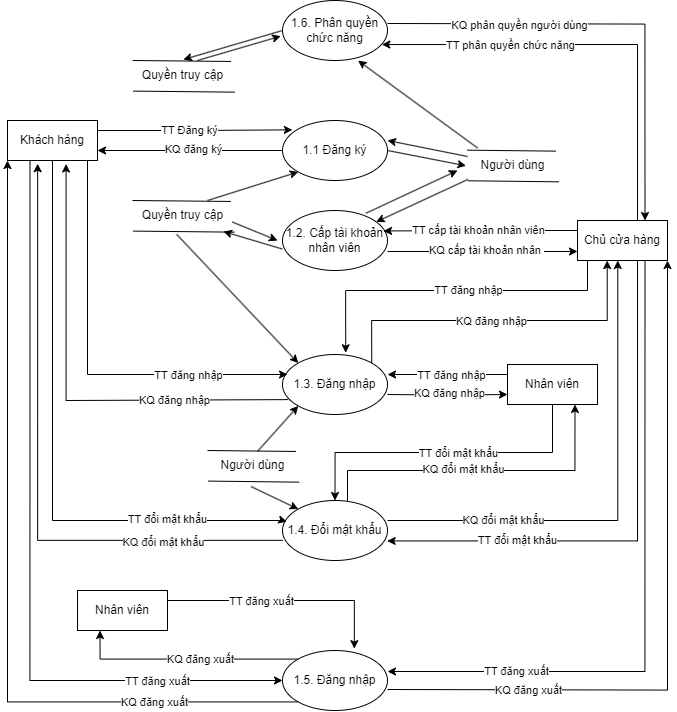 1.6. Phân quyền
chức năng
KQ phân quyền người dùng
TT phân quyền chức năng
Quyền truy cập
Khách hàng
TT Đăng ký
KQ đăng ký
1.1 Đăng ký
Người dùng
Quyền truy cập
1.2. Cấp tài khoản
nhân viên
TT cấp tài khoản nhân viên
KQ cấp tài khoản nhân
Chủ cửa hàng
TT đăng nhập
KQ đăng nhập
TT đăng nhập
KQ đăng nhập
1.3. Đăng nhập
TT đăng nhập
KQ đăng nhập
Nhân viên
Người dùng
TT đổi mật khẩu
KQ đổi mật khẩu
TT đổi mật khẩu
KQ đổi mật khẩu
1.4. Đổi mật khẩu
KQ đổi mật khẩu
TT đổi mật khẩu
Nhân viên
TT đăng xuất
KQ đăng xuất
TT đăng xuất
KQ đăng xuất
1.5. Đăng nhập
TT đăng xuất
KQ đăng xuất